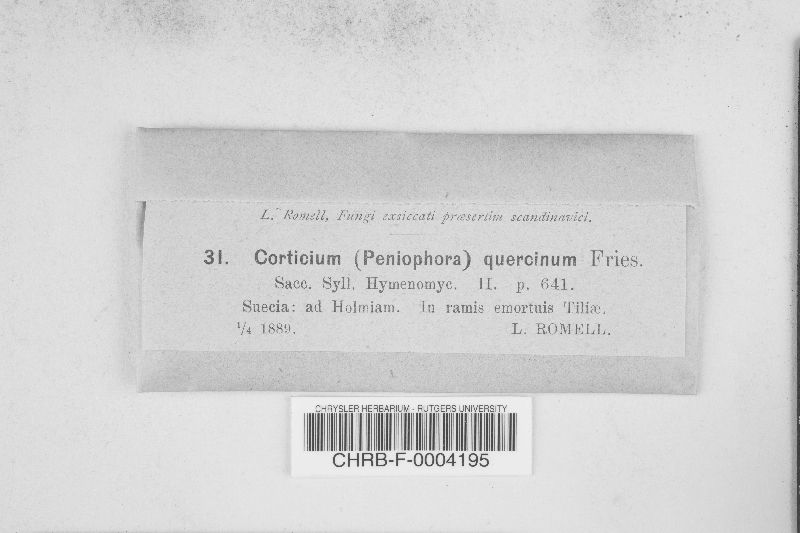 L. Romell, Fungi exsiccati præsertim scandinavici.
31. Corticium (Peniophora) quercinum Fries.
Sacc. Syll. Hymenomyc. II. p. 641.
Suecia: ad Holmiam. In ramis emortuis Tiliæ.
1/4 1889. L. ROMELL.
CHRYSLER HERBARIUM - RUTGERS UNIVERSITY
CHRB-F-0004195